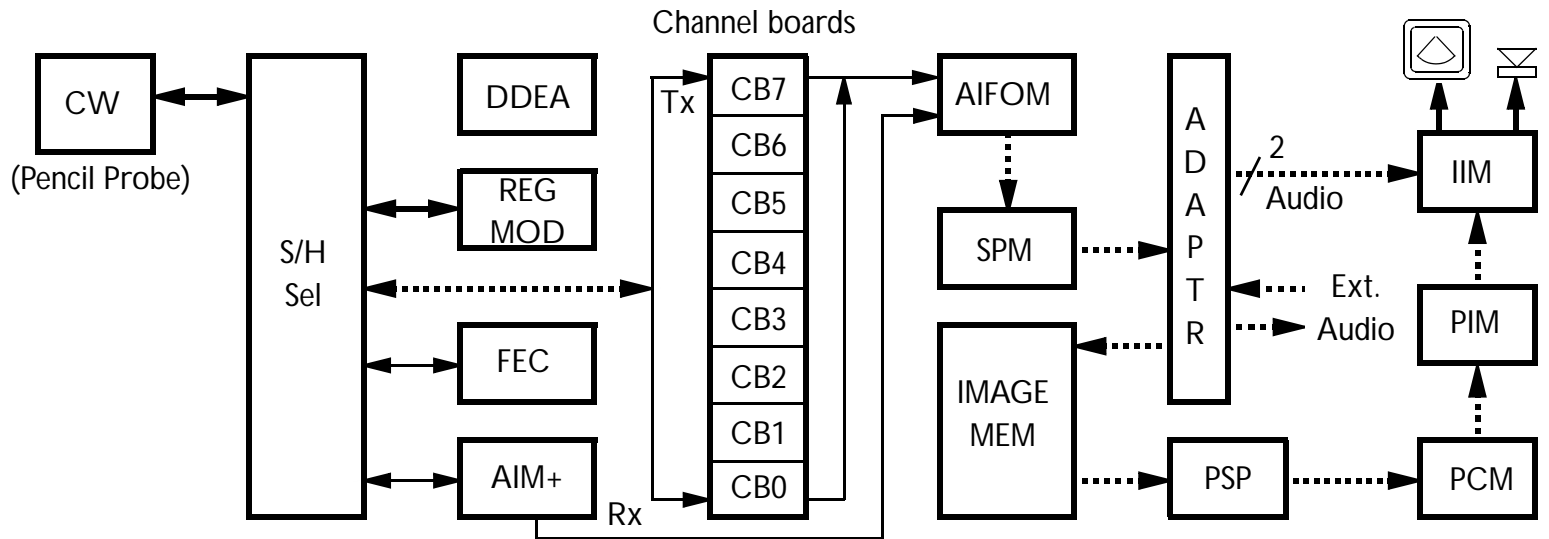 Channel boards
CW
(Pencil Probe)
S/H
Sel
DDEA
REG
MOD
FEC
AIM+
Tx
Rx
CB7
CB6
CB5
CB4
CB3
CB2
CB1
CB0
AIFOM
SPM
IMAGE
MEM
A
D
A
P
T
R
2
Audio
Ext.
Audio
PSP
IIM
PIM
PCM